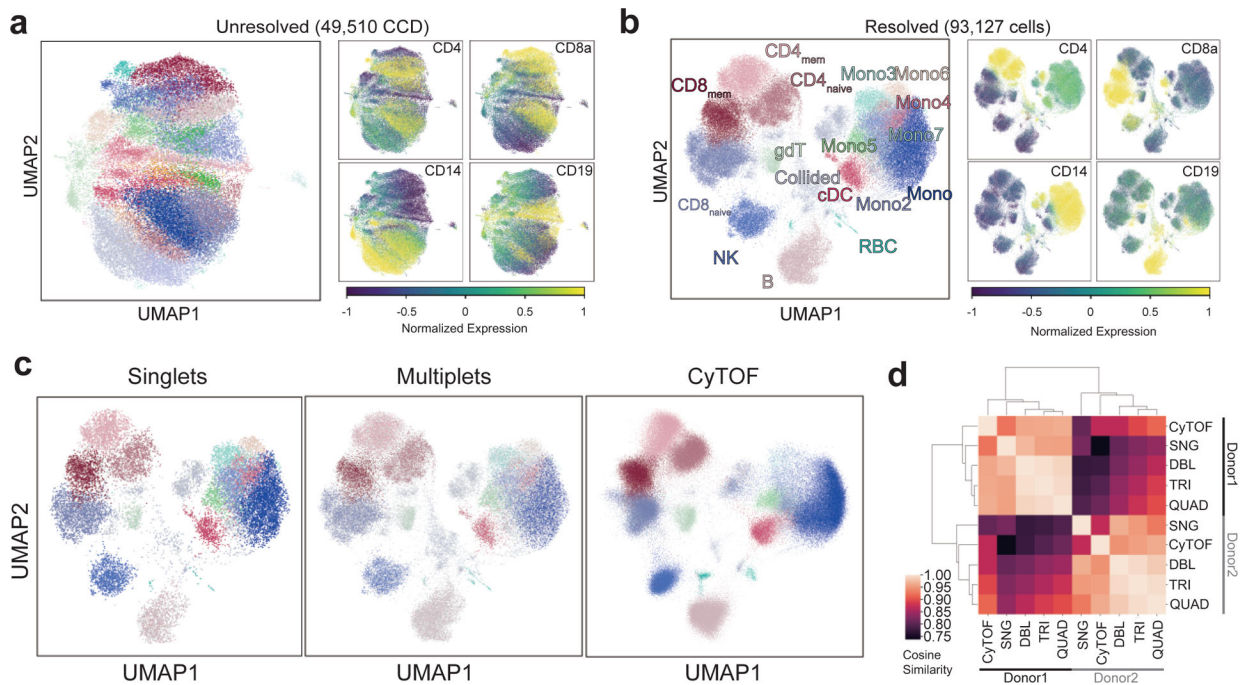 a
Unresolved (49,510 CCD)
CD4
CD8a
CD14
CD19
UMAP2
UMAP1
-1 -0.5 0 0.5 1
Normalized Expression
b
Resolved (93,127 cells)
CD4mem
CD4naive
Mono3
Mono6
CD8mem
Mono4
Mono7
gdT
Mono5
Collided
cDC
Mono
CD8naive
Mono2
NK
RBC
B
UMAP2
UMAP1
CD4
CD8a
CD14
CD19
-1 -0.5 0 0.5 1
Normalized Expression
c
Singlets
Multiplets
CyTOF
UMAP2
UMAP1
UMAP1
UMAP1
d
CyTOF
SNG
DBL
TRI
QUAD
Donor1
SNG
CyTOF
DBL
TRI
QUAD
Donor2
1.00
0.95
0.90
0.85
0.80
0.75
Cosine
Similarity
CyTOF
SNG
DBL
TRI
QUAD
SNG
CyTOF
DBL
TRI
QUAD
Donor1
Donor2